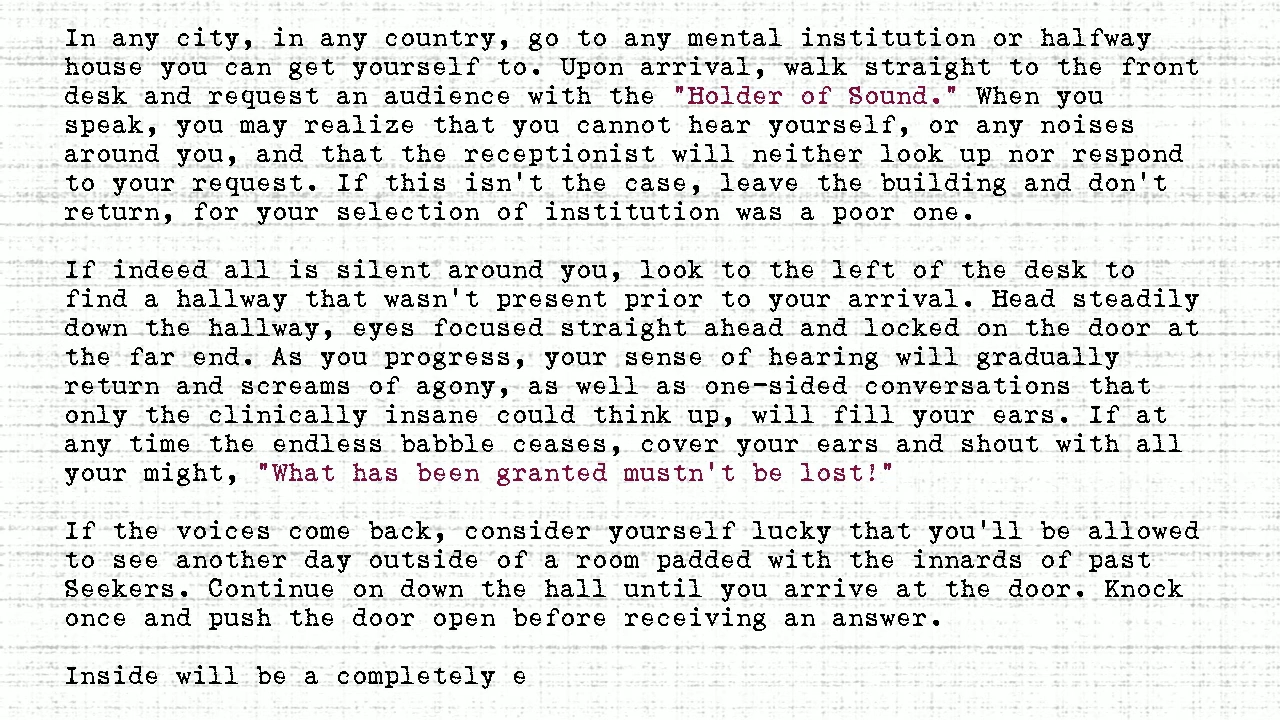 In any city, in any country, go to any mental institution or halfway
house you can get yourself to. Upon arrival, walk straight to the front
desk and request an audience with the "Holder of Sound." When you
speak, you may realize that you cannot hear yourself, or any noises
around you, and that the receptionist will neither look up nor respond
to your request. If this isn't the case, leave the building and don't
return, for your selection of institution was a poor one.
If indeed all is silent around you, look to the left of the desk to
find a hallway that wasn't present prior to your arrival. Head steadily
down the hallway, eyes focused straight ahead and locked on the door at
the far end. As you progress, your sense of hearing will gradually
return and screams of agony, as well as one-sided conversations that
only the clinically insane could think up, will fill your ears. If at
any time the endless babble ceases, cover your ears and shout with all
your might, "What has been granted mustn't be lost!"
If the voices come back, consider yourself lucky that you'll be allowed
to see another day outside of a room padded with the innards of past
Seekers. Continue on down the hall until you arrive at the door. Knock
once and push the door open before receiving an answer.
Inside will be a completely e